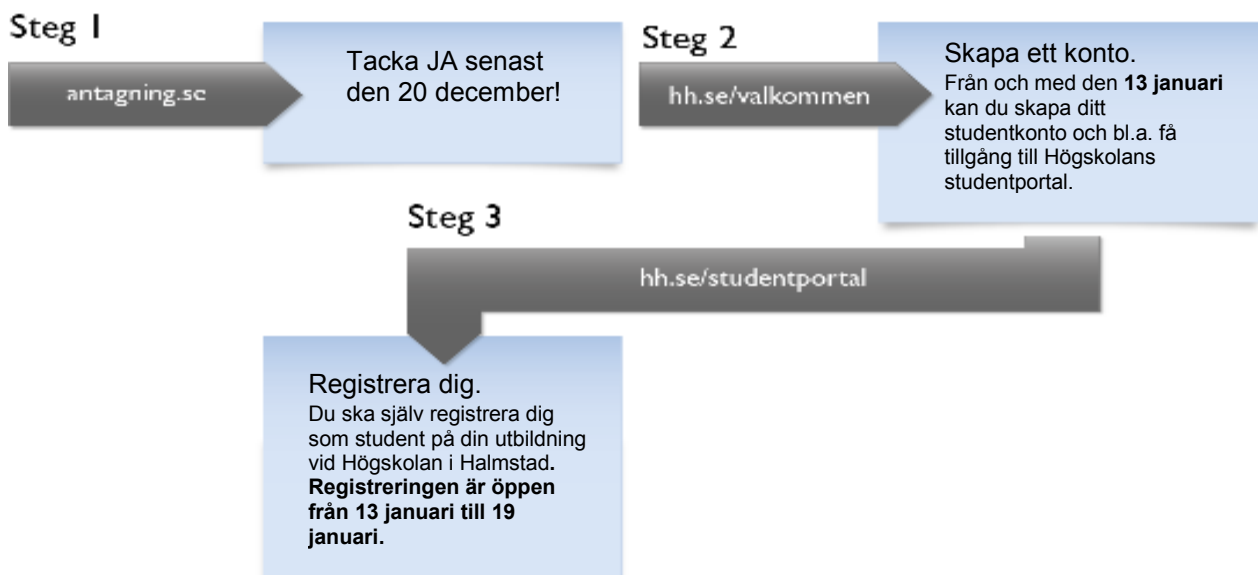 Steg 1
antagning.se
Tacka JA senast
den 20 december!
Steg 2
hh.se/valkommen
Skapa ett konto.
Från och med den 13 januari
kan du skapa ditt
studentkonto och bl.a. få
tillgång till Högskolans
studentportal.
Steg 3
hh.se/studentportal
Registrera dig.
Du ska själv registrera dig
som student på din utbildning
vid Högskolan i Halmstad.
Registreringen är öppen
från 13 januari till 19
januari.